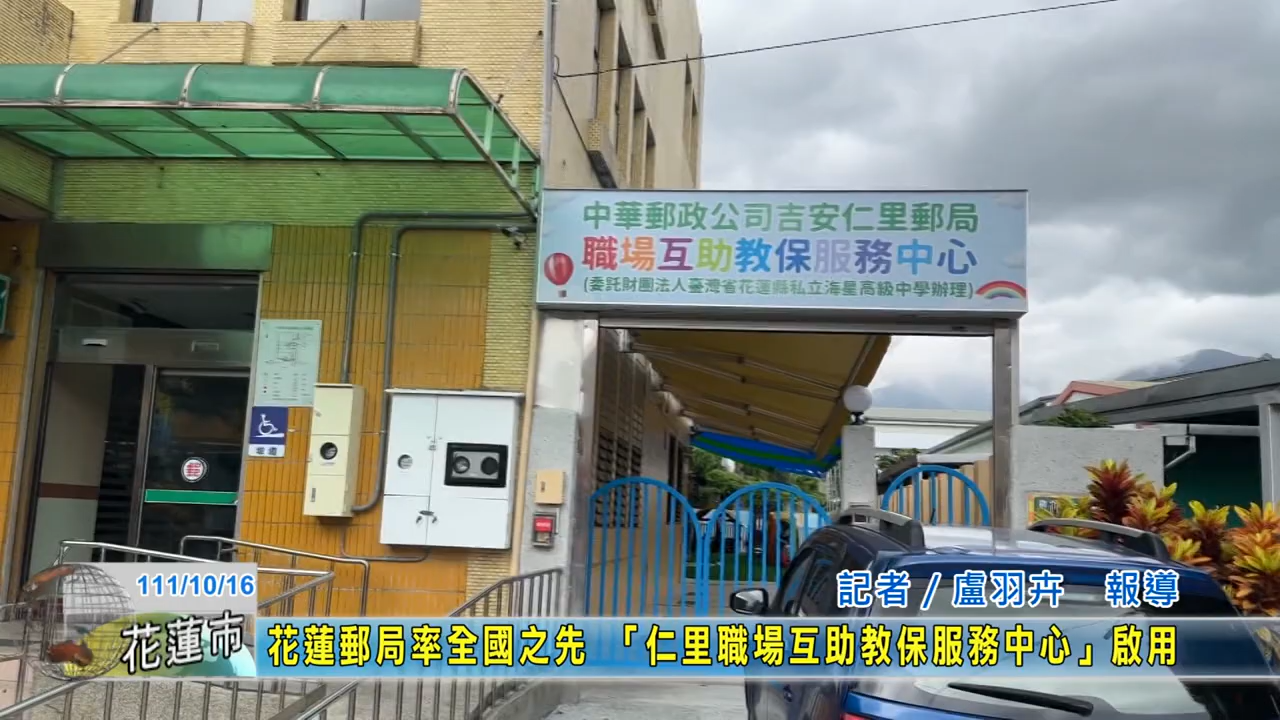 中華郵政公司吉安仁里郵局
職場互助教保服務中心
(委託財團法人臺灣省花蓮縣私立海星高級中學辦理)
坡道
111/10/16
記者／盧羽卉 報導
花蓮市
花蓮郵局率全國之先 「仁里職場互助教保服務中心」啟用